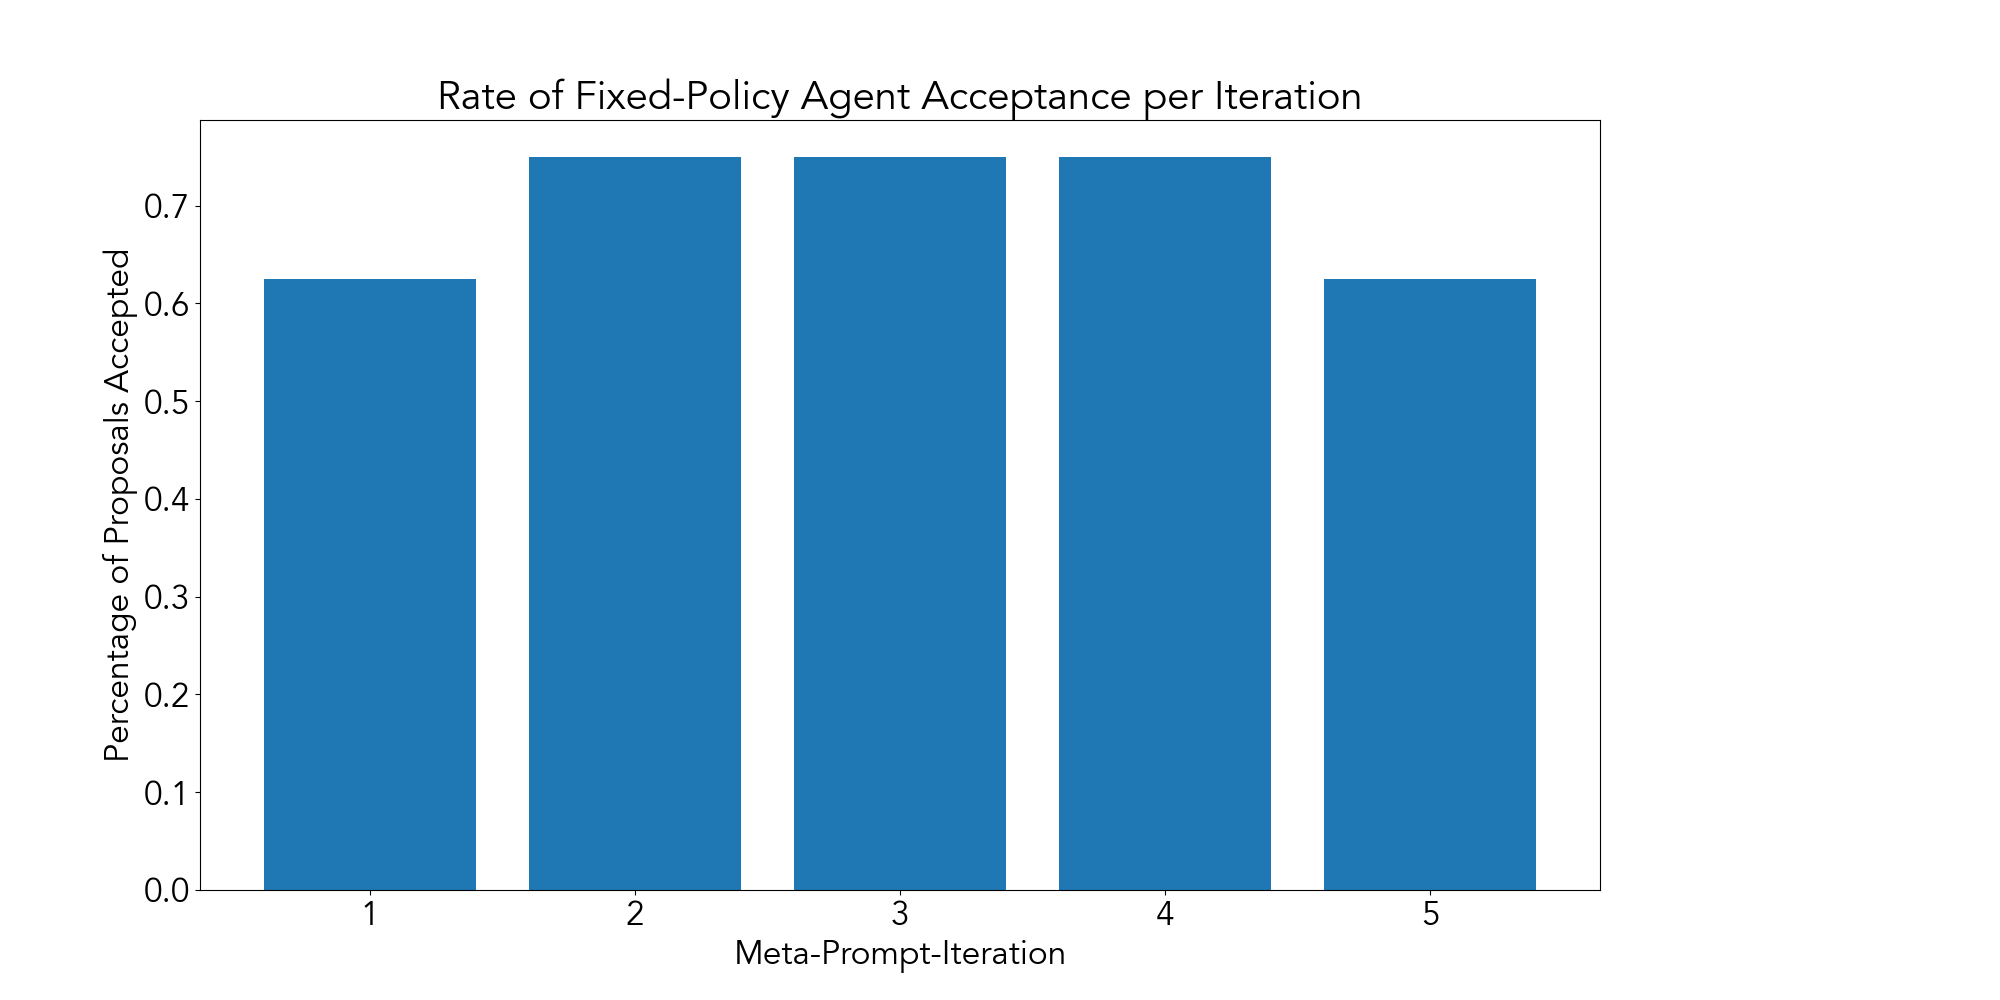 Rate of Fixed-Policy Agent Acceptance per Iteration
Percentage of Proposals Accepted
0.7
0.6
0.5
0.4
0.3
0.2
0.1
0.0
1 2 3 4 5
Meta-Prompt-Iteration